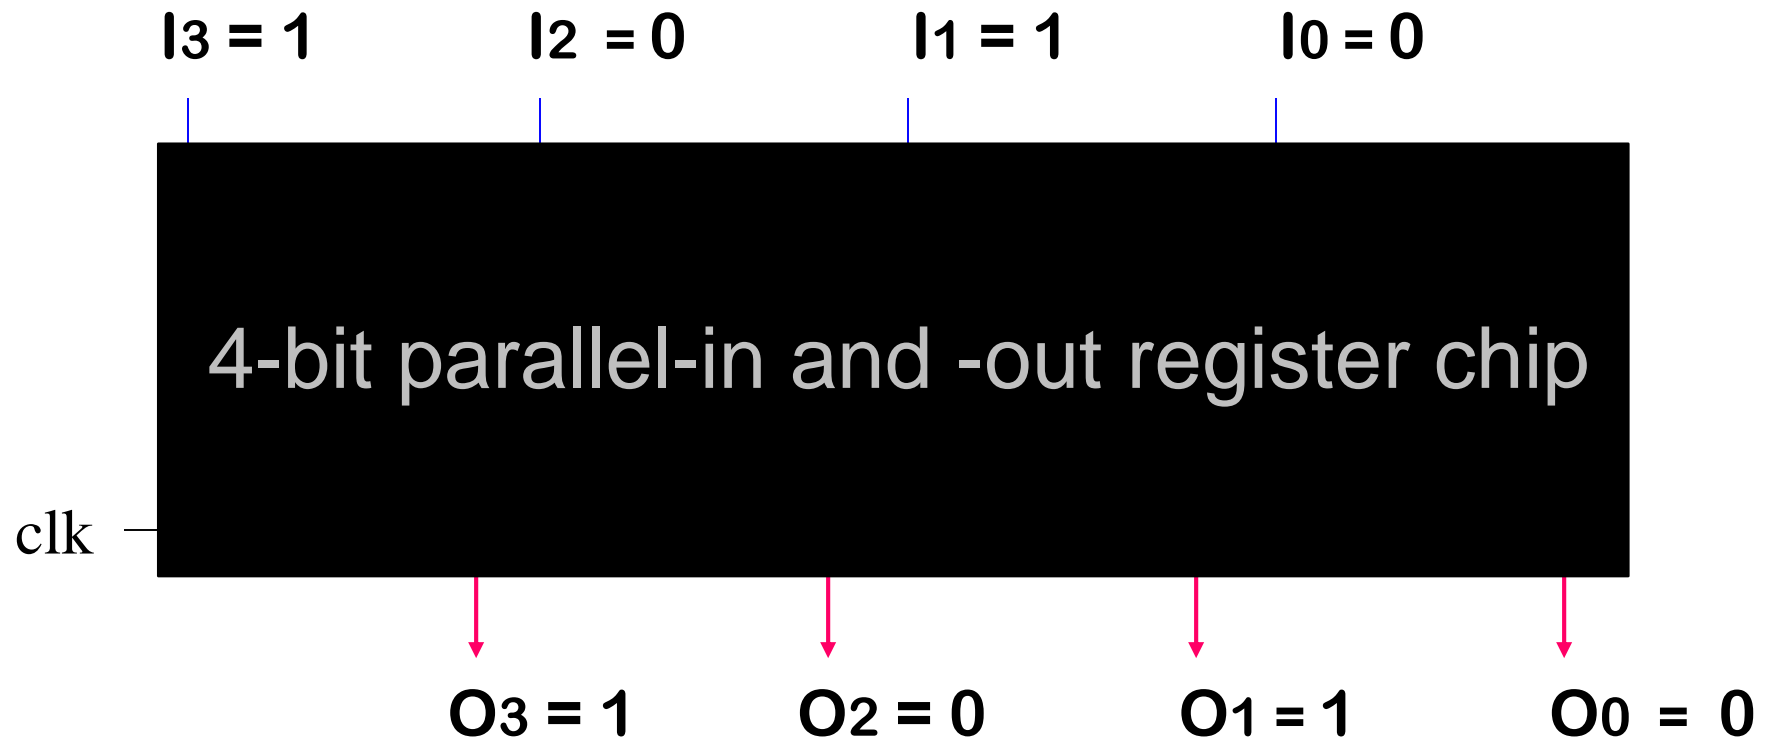 I3 = 1 I2 = 0 I1 = 1 I0 = 0
4-bit parallel-in and -out register chip
clk
O3 = 1 O2 = 0 O1 = 1 O0 = 0